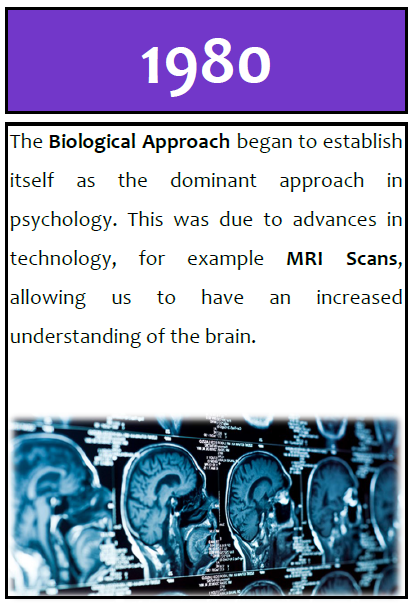 1980
The Biological Approach began to establish
itself as the dominant approach in
psychology. This was due to advances in
technology, for example MRI Scans,
allowing us to have an increased
understanding of the brain.